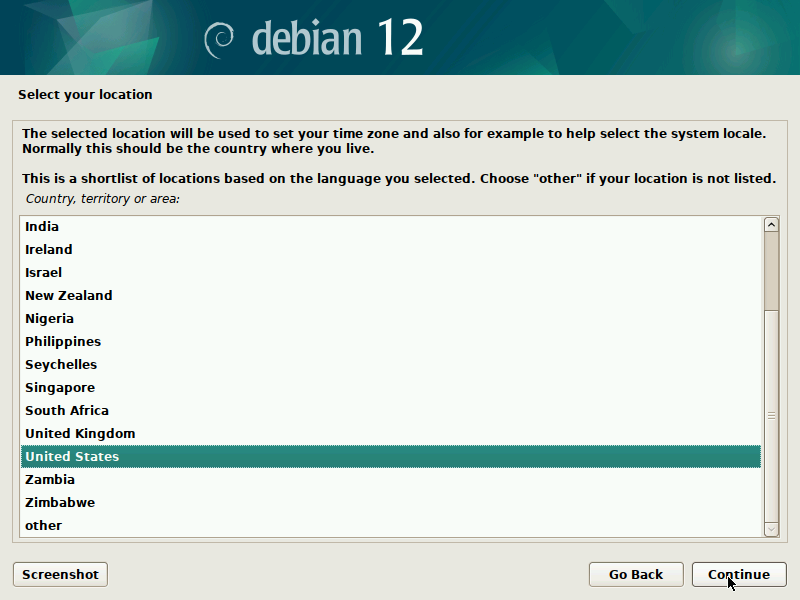 debian 12
Select your location
The selected location will be used to set your time zone and also for example to help select the system locale.
Normally this should be the country where you live.
This is a shortlist of locations based on the language you selected. Choose "other" if your location is not listed.
Country, territory or area:
India
Ireland
Israel
New Zealand
Nigeria
Philippines
Seychelles
Singapore
South Africa
United Kingdom
United States
Zambia
Zimbabwe
other
Screenshot
Go Back
Continue